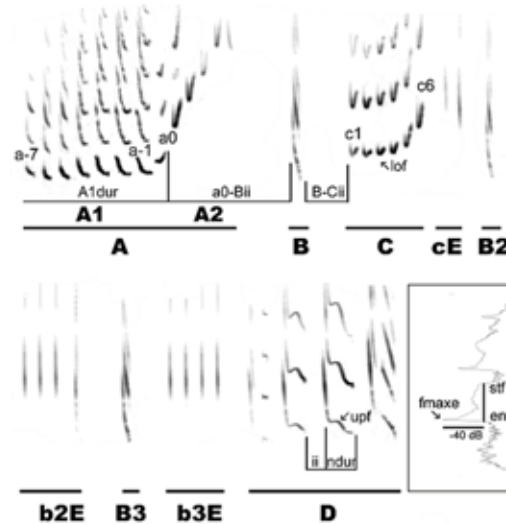 c6
a0
c1
a-7 a-1
lof
A1dur a0-Bii B-Cii
A1 A2
A B C cE B2
stf
fmaxe
upf en
-40 dB
ii ndur
b2E B3 b3E D